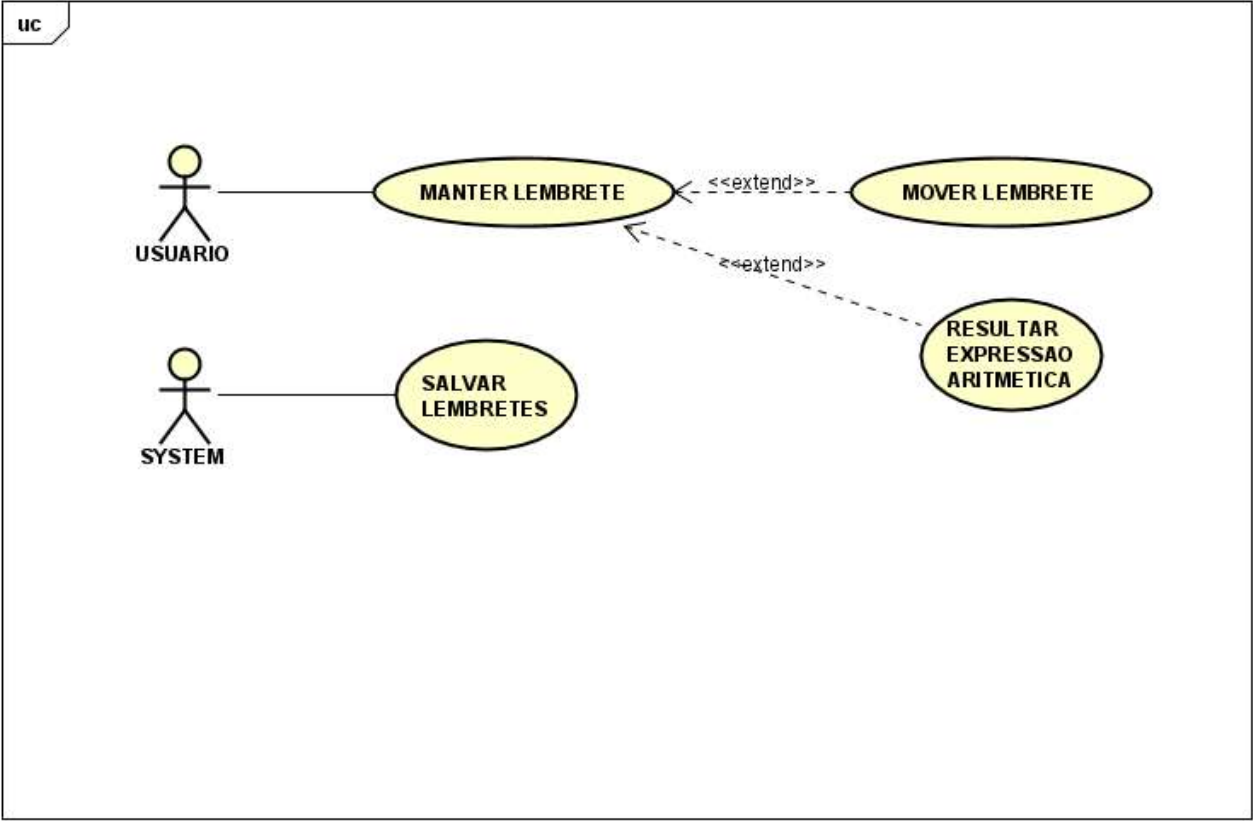 uc
MANTER LEMBRETE
<<extend>>
MOVER LEMBRETE
USUARIO
<<extend>>
RESULTAR
EXPRESSAO
ARITMETICA
SALVAR
LEMBRETES
SYSTEM